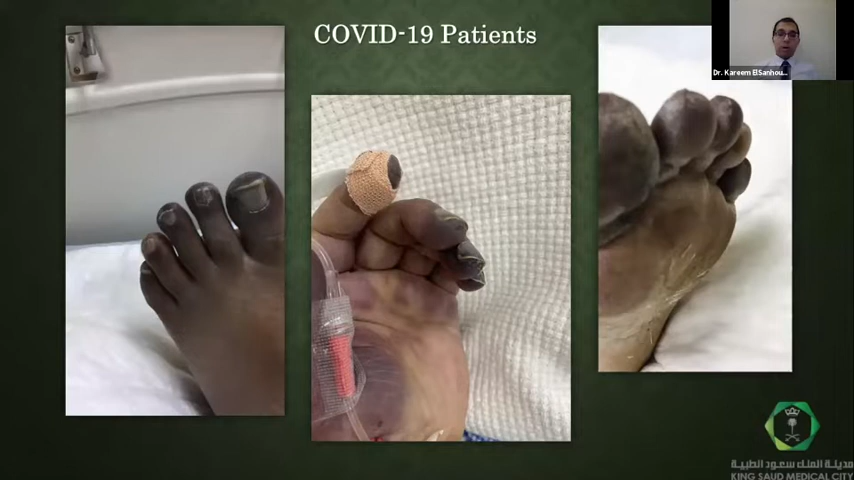 COVID-19 Patients
Dr. Kareem ElSanhou...
مدينة الملك سعود الطبية
KING SAUD MEDICAL CITY